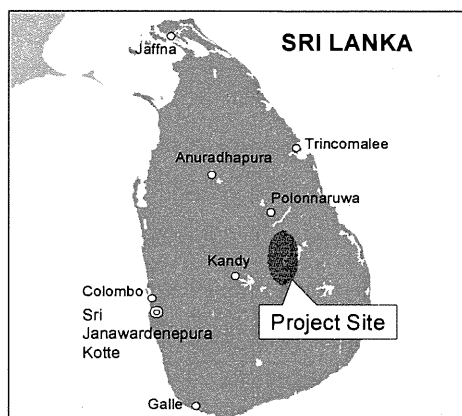 SRI LANKA
Jaffna
Trincomalee
Anuradhapura
Polonnaruwa
Kandy
Colombo
Sri
Janawardenepura
Kotte
Project Site
Galle